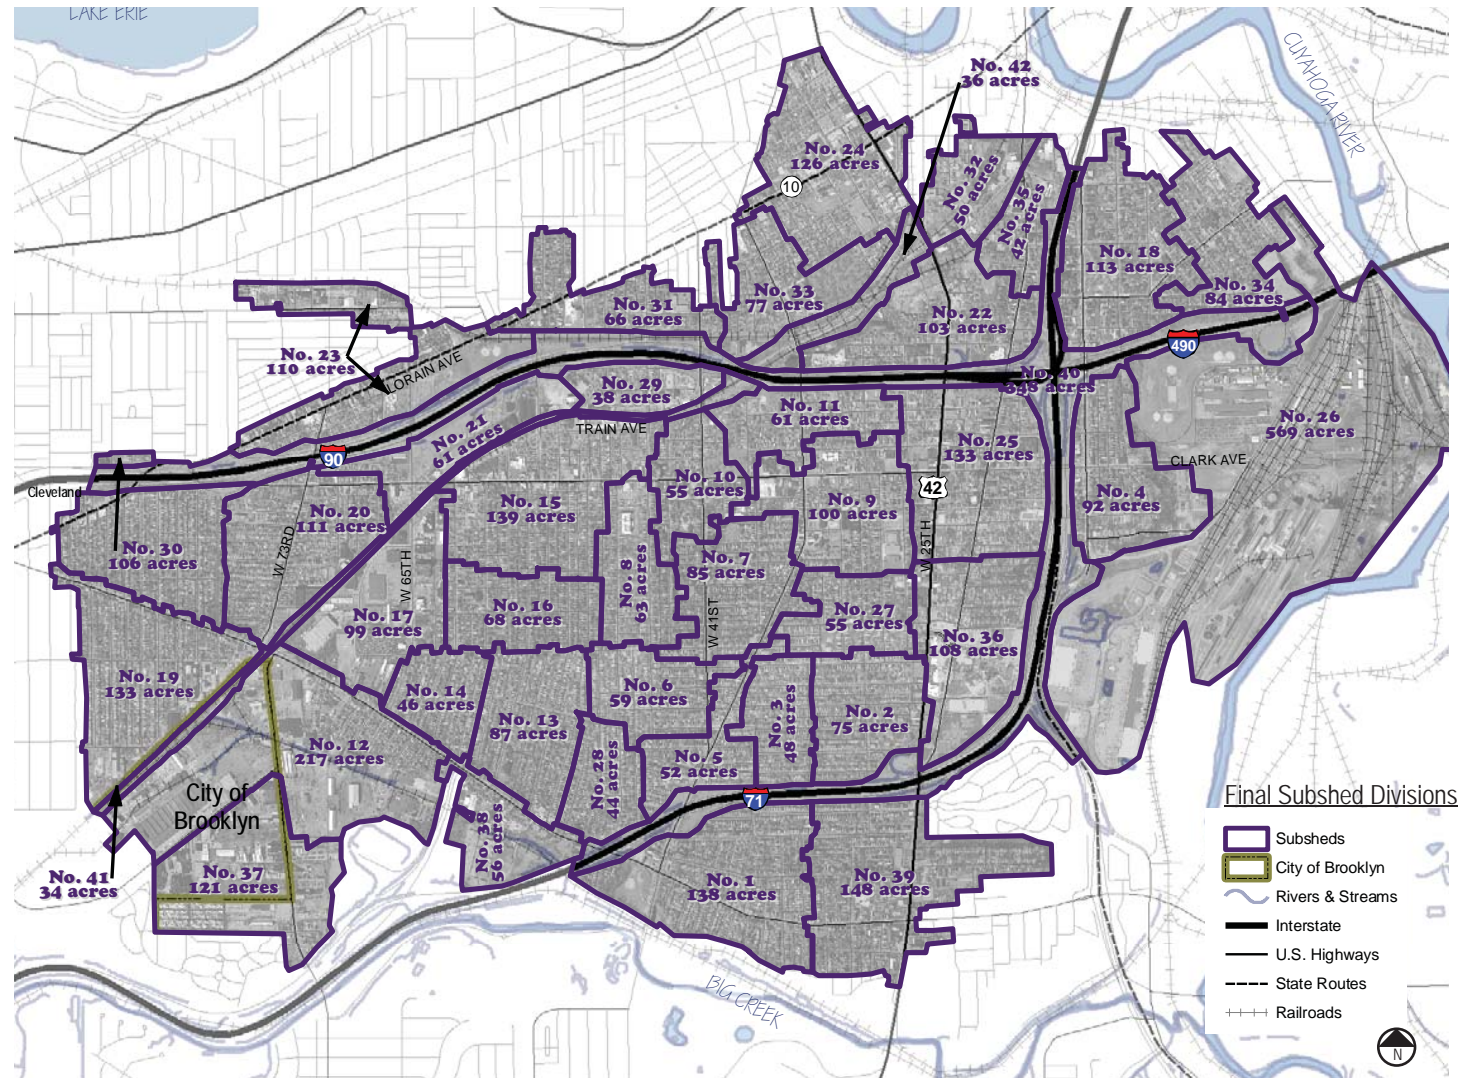 LAKE ERIE
CUYAHOGA RIVER
No. 42
36 acres
No. 24
126 acres
10
No. 32
50 acres
No. 35
42 acres
No. 18
113 acres
No. 34
84 acres
No. 33
77 acres
No. 31
66 acres
No. 22
103 acres
No. 23
110 acres
LORAIN AVE
490
No. 40
348 acres
No. 29
38 acres
No. 11
61 acres
No. 26
569 acres
No. 21
61 acres
TRAIN AVE
No. 25
133 acres
90
CLARK AVE
Cleveland
No. 10
55 acres
42
No. 4
92 acres
No. 9
100 acres
No. 15
139 acres
No. 20
111 acres
W 73RD
No. 30
106 acres
W 65TH
No. 8
63 acres
No. 7
85 acres
W 25TH
No. 16
68 acres
No. 17
99 acres
W 41ST
No. 27
55 acres
No. 36
108 acres
No. 19
133 acres
No. 14
46 acres
No. 6
59 acres
No. 13
87 acres
No. 3
48 acres
No. 2
75 acres
No. 12
217 acres
No. 28
44 acres
No. 5
52 acres
71
City of
Brooklyn
No. 38
56 acres
No. 41
34 acres
No. 37
121 acres
No. 1
138 acres
No. 39
148 acres
BIG CREEK
Final Subshed Divisions
Subsheds
City of Brooklyn
Rivers & Streams
Interstate
U.S. Highways
State Routes
Railroads
N